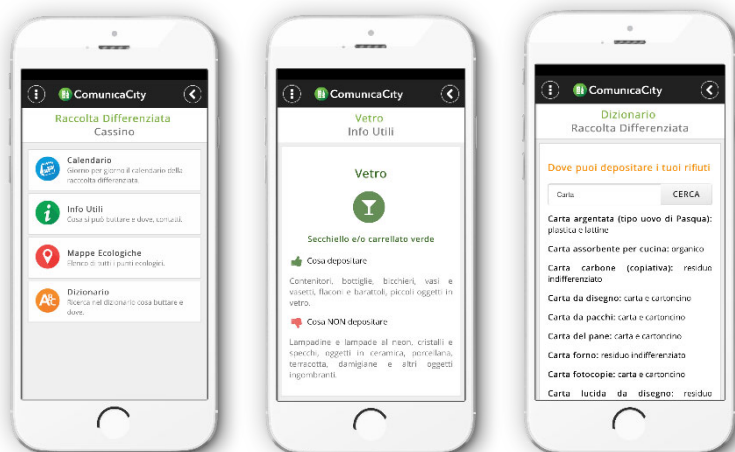 ComunicaCity
Raccolta Differenziata
Cassino
Calendario
Giorno per giorno il calendario della
raccolta differenziata.
Info Utili
Cosa si può buttare e dove, contatti.
Mappe Ecologiche
Elenco di tutti i punti ecologici.
ABC
Dizionario
Ricerca nel dizionario cosa buttare e
dove.
ComunicaCity
Vetro
Info Utili
Vetro
Secchiello e/o carrellato verde
Cosa depositare
Contenitori, bottiglie, bicchieri, vasi e
vasetti, flaconi e barattoli, piccoli oggetti in
vetro.
Cosa NON depositare
Lampadine e lampade al neon, cristalli e
specchi, oggetti in ceramica, porcellana,
terracotta, damigiane e altri oggetti
ingombranti.
ComunicaCity
Dizionario
Raccolta Differenziata
Dove puoi depositare i tuoi rifiuti
Carta CERCA
Carta argentata (tipo uovo di Pasqua):
plastica e lattine
Carta assorbente per cucina: organico
Carta carbone (copiativa): residuo
indifferenziato
Carta da disegno: carta e cartoncino
Carta da pacchi: carta e cartoncino
Carta del pane: carta e cartoncino
Carta forno: residuo indifferenziato
Carta fotocopie: carta e cartoncino
Carta lucida da disegno: residuo